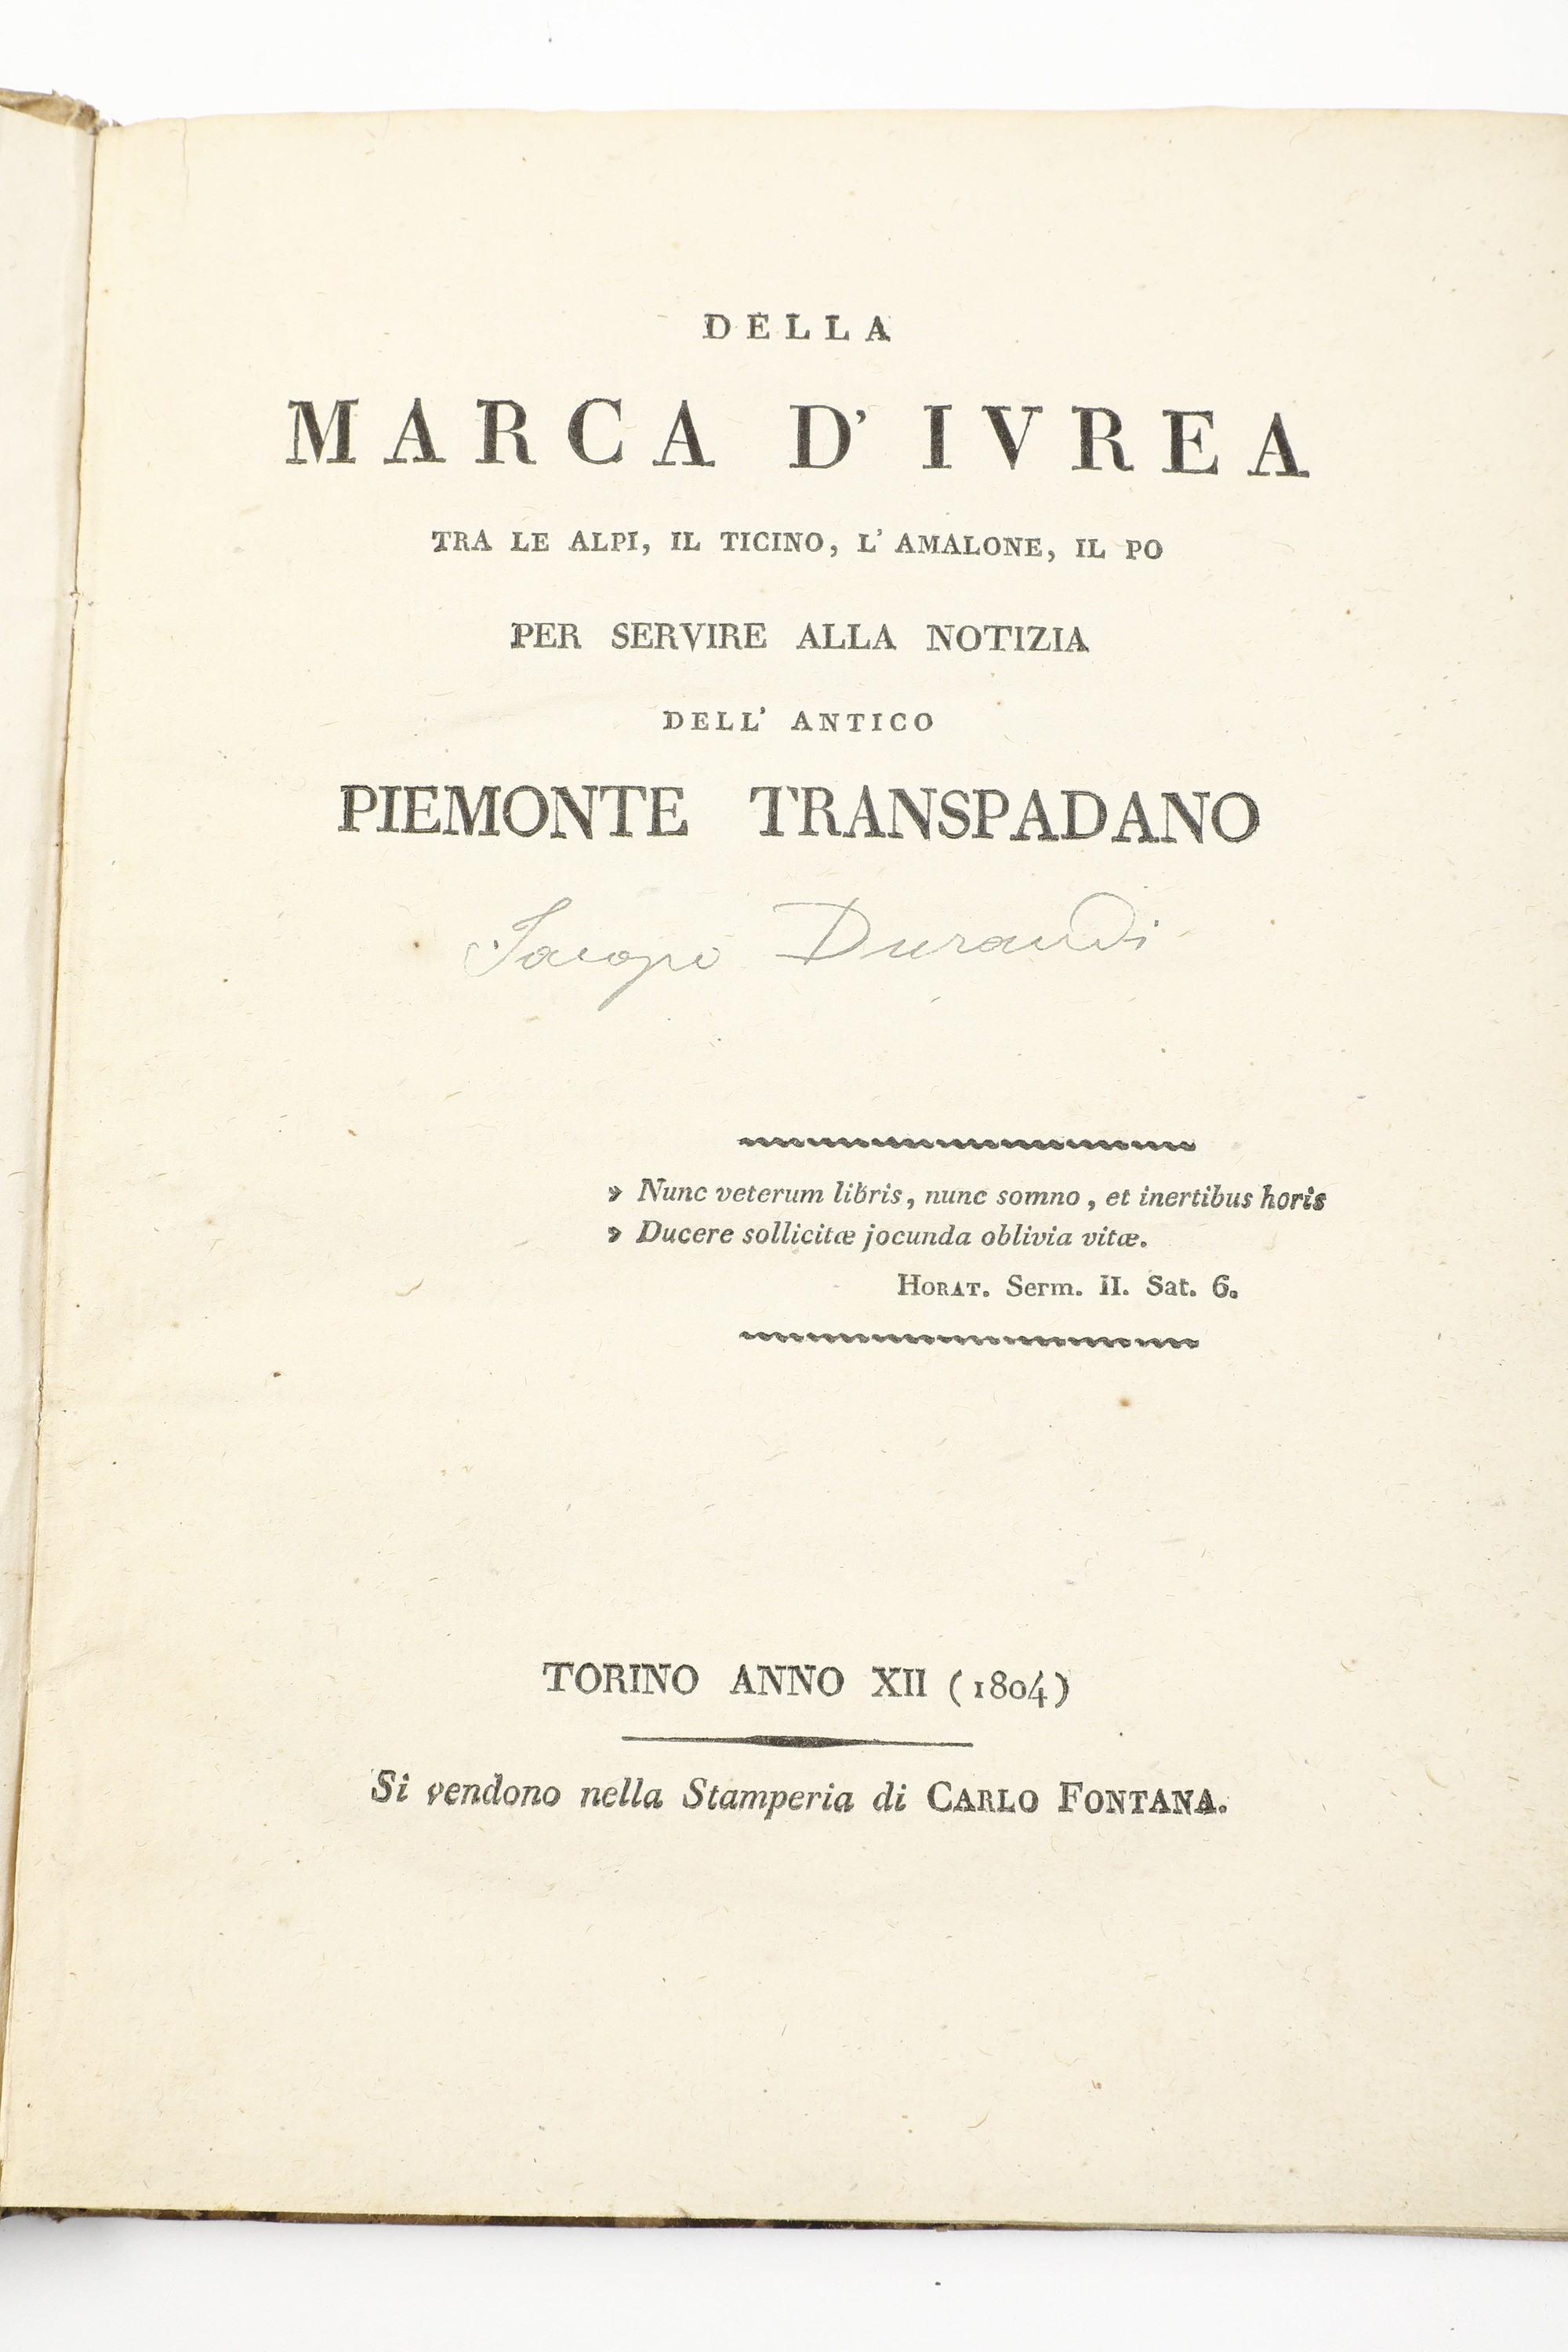 DELLA
MARCA D' IVREA
TRA LE ALPI, IL TICINO, L' AMALONE, IL PO
PER SERVIRE ALLA NOTIZIA
DELL' ANTICO
PIEMONTE TRANSPADANO
Jacopo Durandi
» Nunc veterum libris, nunc somno, et inertibus horis
» Ducere sollicitæ jocunda oblivia vitæ.
HORAT. Serm. II. Sat. 6.
TORINO ANNO XII (1804)
Si vendono nella Stamperia di CARLO FONTANA.